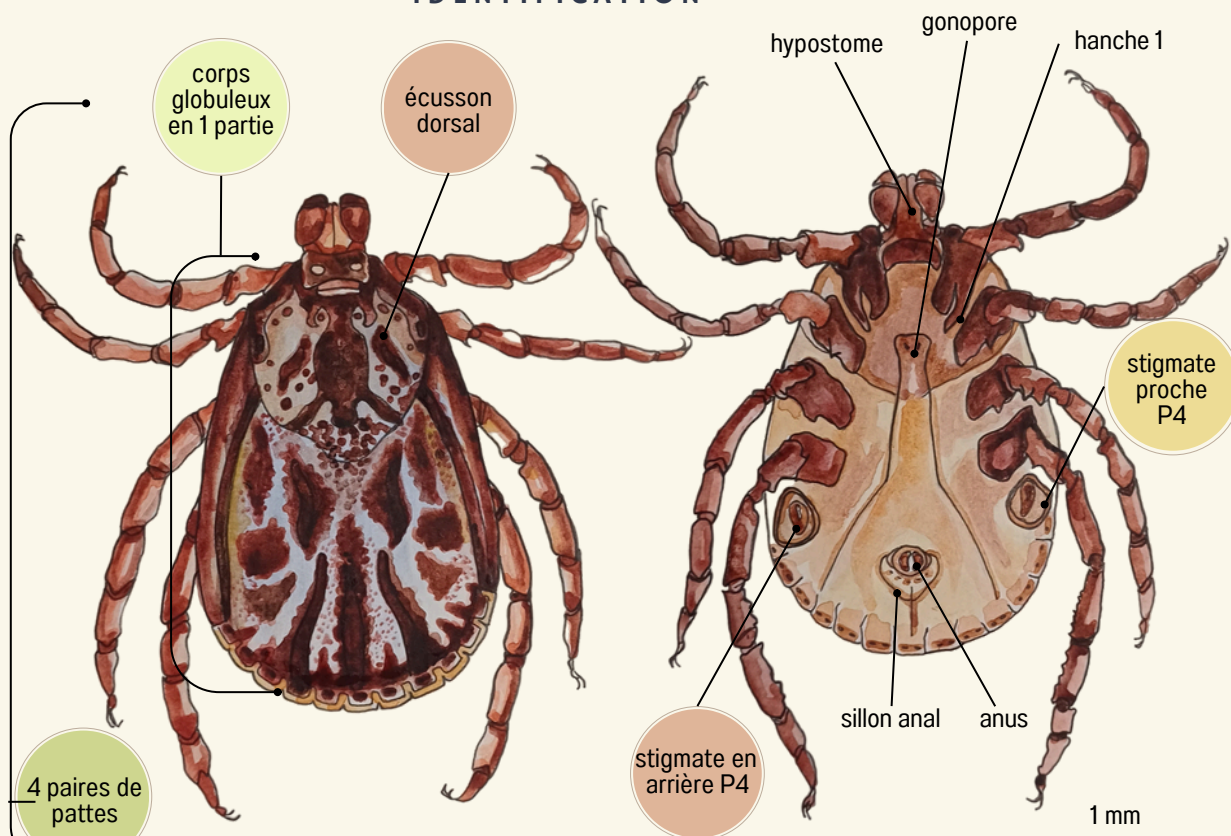 IDENTIFICATION
corps
globuleux
en 1 partie
écusson
dorsal
hypostome
gonopore
hanche 1
stigmate
proche
P4
4 paires de
pattes
stigmate en
arrière P4
sillon anal
anus
1 mm